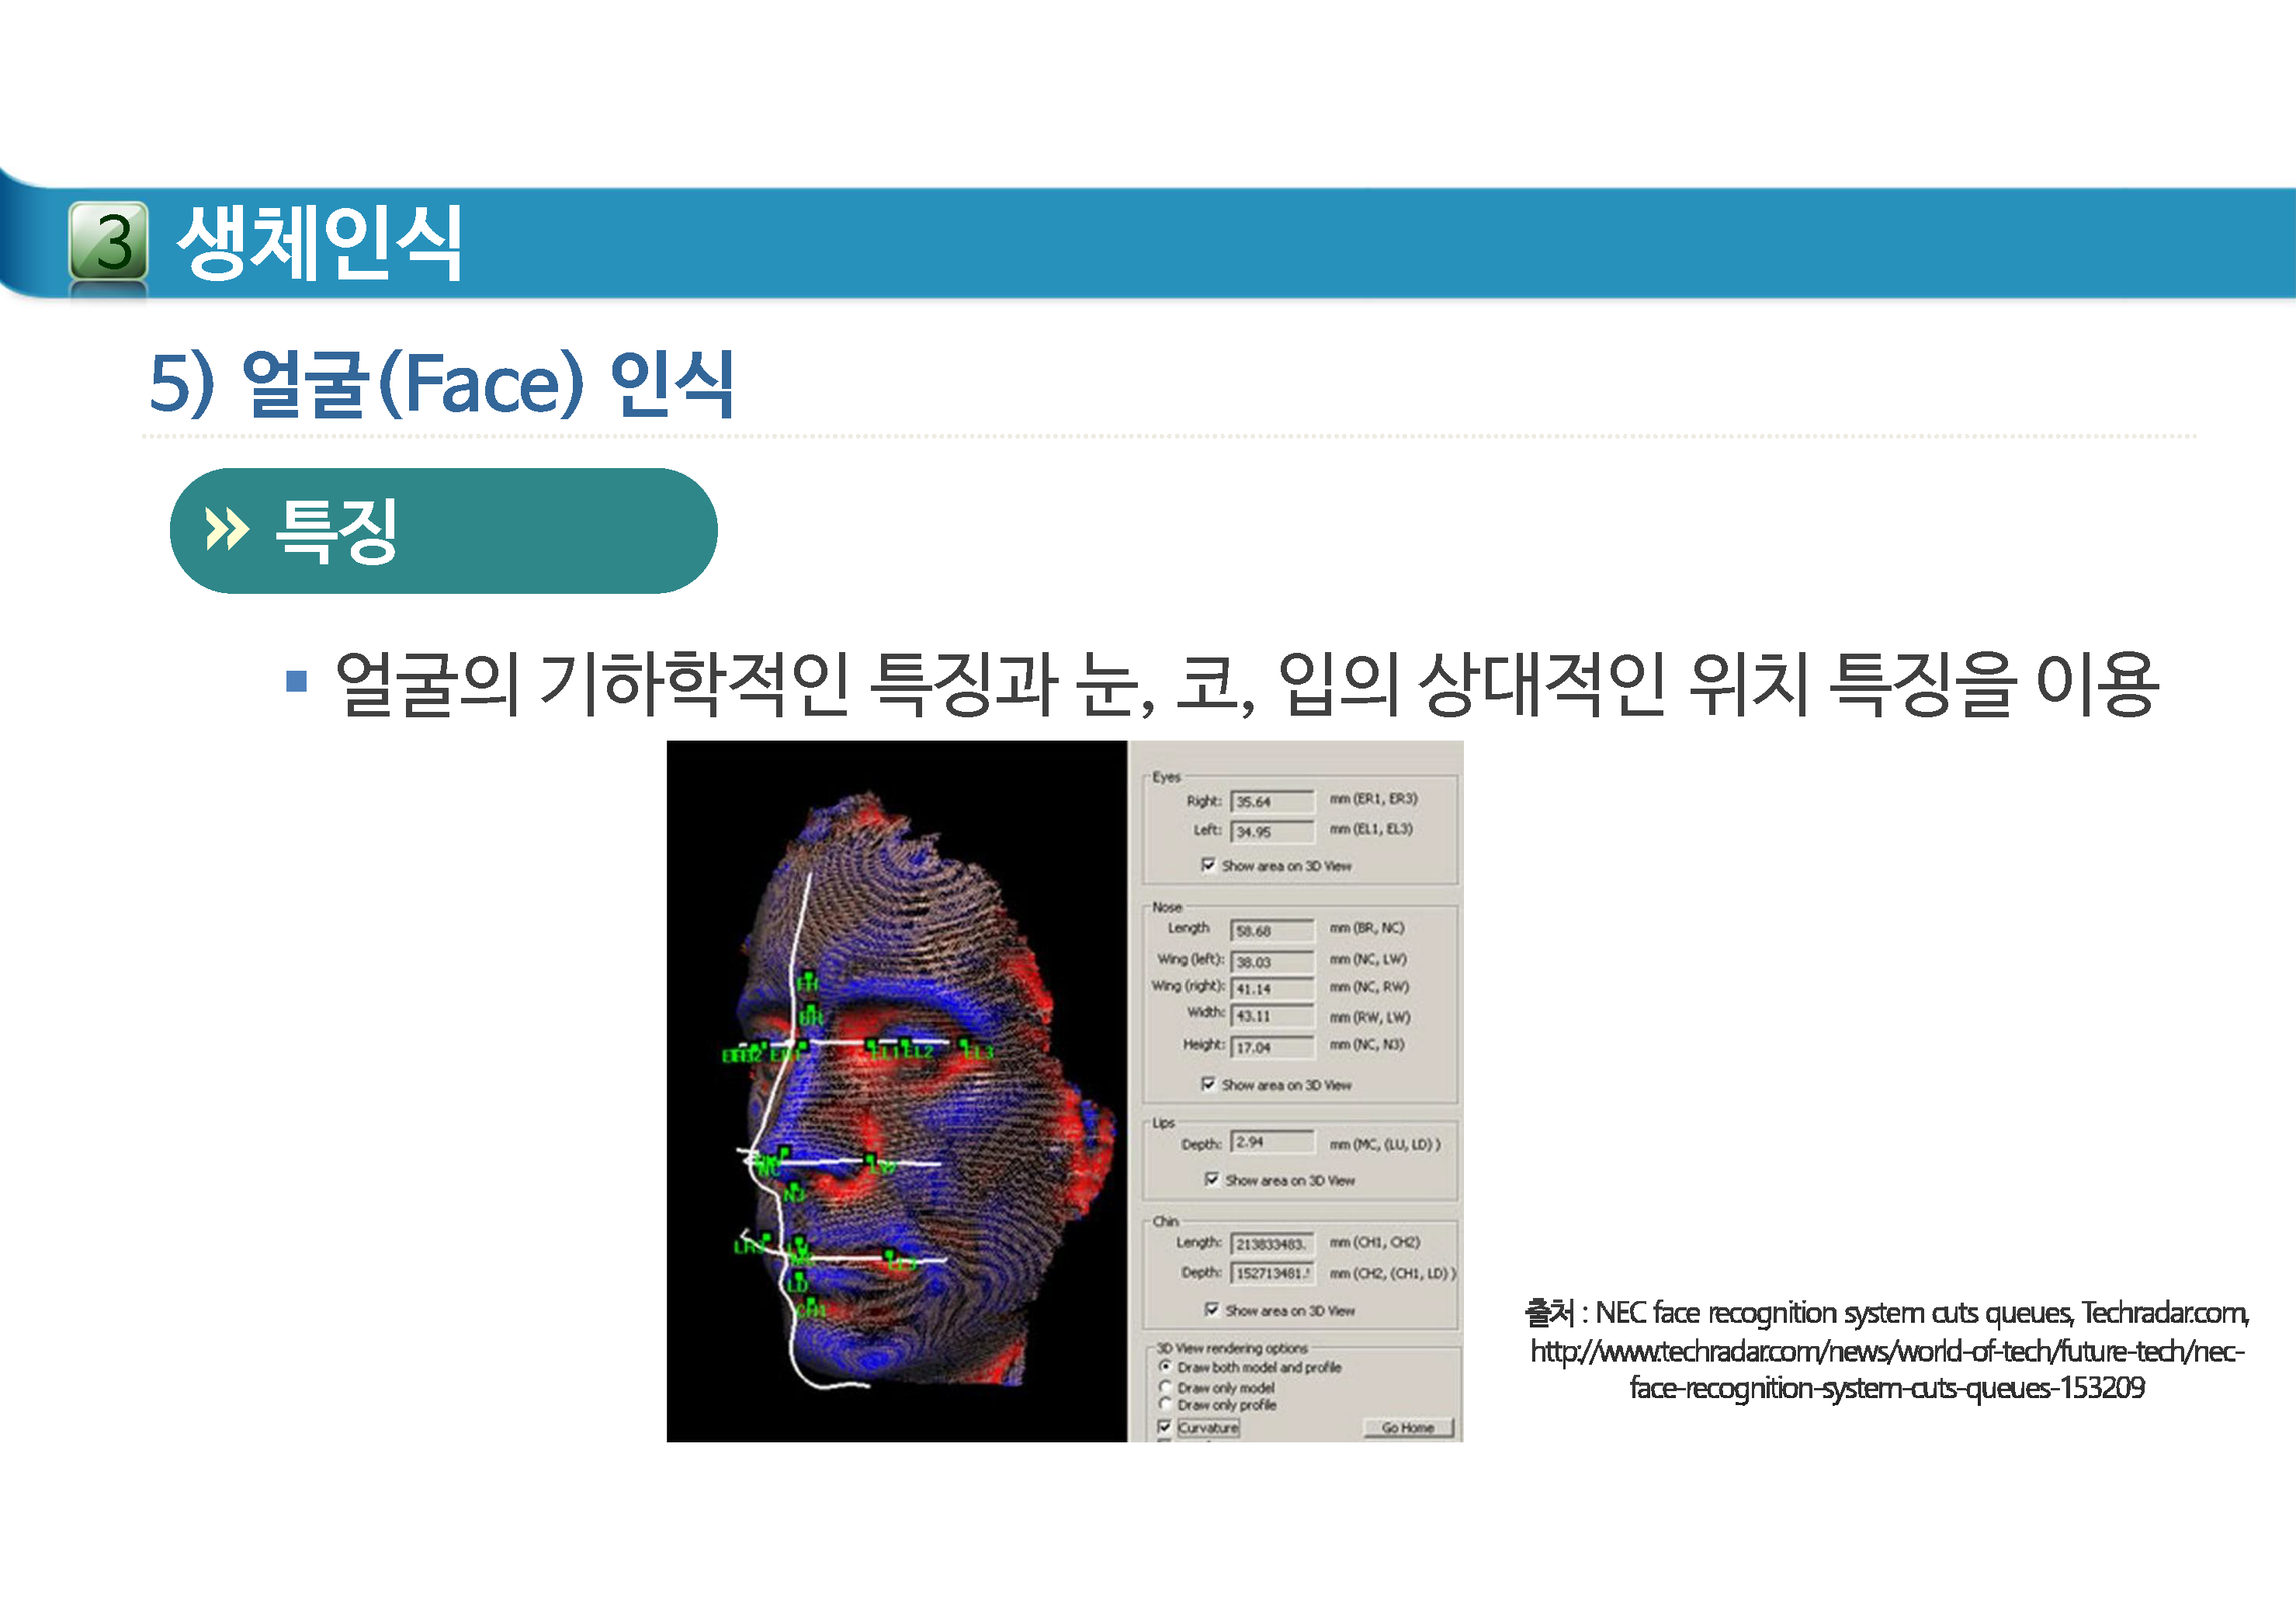 3 생체인식
5) 얼굴(Face) 인식
특징
얼굴의 기하학적인 특징과 눈, 코, 입의 상대적인 위치 특징을 이용
Eyes
Right: 35.64 mm (ER1, ER3)
Left: 34.95 mm (EL1, EL3)
Show area on 3D View
Nose
Length 58.68 mm (BR, NC)
Wing (left): 38.03 mm (NC, LW)
Wing (right): 41.14 mm (NC, RW)
Width: 43.11 mm (RW, LW)
Height: 17.04 mm (NC, N3)
Show area on 3D View
Lips
Depth: 2.94 mm (MC, (LU, LD) )
Show area on 3D View
Chin
Length: 213833483. mm (CH1, CH2)
Depth: 152713481. mm (CH2, (CH1, LD) )
Show area on 3D View
3D View rendering options
Draw both model and profile
Draw only model
Draw only profile
Curvature Go Home
BR
EL1 EL2 EL3
NC LW
N3
LD
CH1
출처 : NEC face recognition system cuts queues, Techradar.com,
http://www.techradar.com/news/world-of-tech/future-tech/nec-
face-recognition-system-cuts-queues-153209